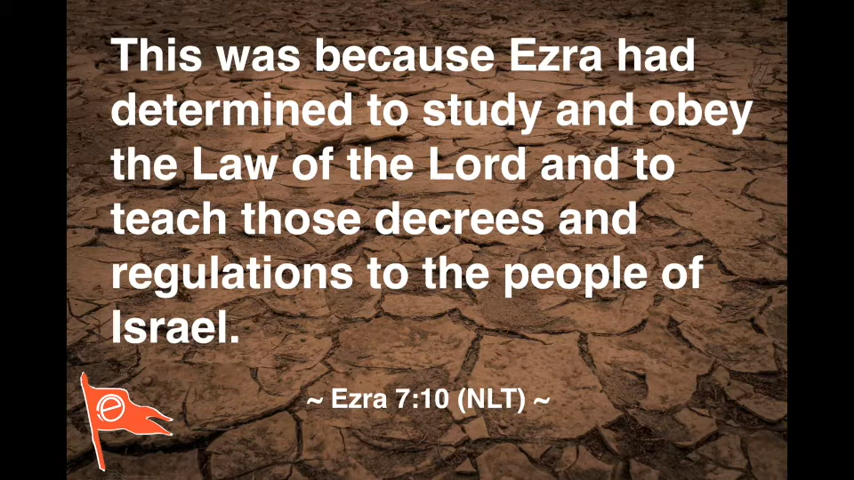 This was because Ezra had
determined to study and obey
the Law of the Lord and to
teach those decrees and
regulations to the people of
Israel.
~ Ezra 7:10 (NLT) ~
e